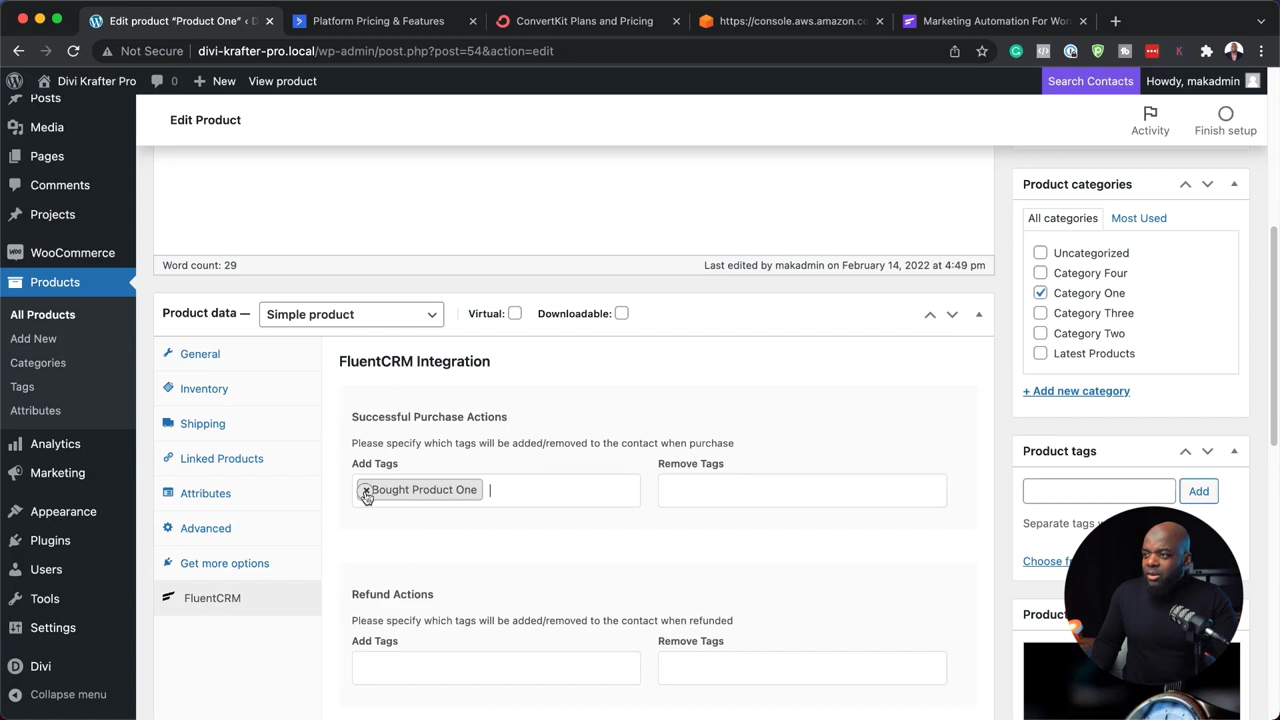 Edit product “Product One” ‹ D
Platform Pricing & Features
ConvertKit Plans and Pricing
https://console.aws.amazon.co
Marketing Automation For Wor
Not Secure
divi-krafter-pro.local/wp-admin/post.php?post=54&action=edit
Divi Krafter Pro
0
New
View product
Search Contacts
Howdy, makadmin
Posts
Media
Pages
Comments
Projects
WooCommerce
Products
All Products
Add New
Categories
Tags
Attributes
Analytics
Marketing
Appearance
Plugins
Users
Tools
Settings
Divi
Collapse menu
Edit Product
Activity
Finish setup
Word count: 29
Last edited by makadmin on February 14, 2022 at 4:49 pm
Product data —
Simple product
Virtual:
Downloadable:
General
Inventory
Shipping
Linked Products
Attributes
Advanced
Get more options
FluentCRM
FluentCRM Integration
Successful Purchase Actions
Please specify which tags will be added/removed to the contact when purchase
Add Tags
Remove Tags
× Bought Product One
Refund Actions
Please specify which tags will be added/removed to the contact when refunded
Add Tags
Remove Tags
Product categories
All categories
Most Used
Uncategorized
Category Four
Category One
Category Three
Category Two
Latest Products
+ Add new category
Product tags
Add
Separate tags
Choose
Product